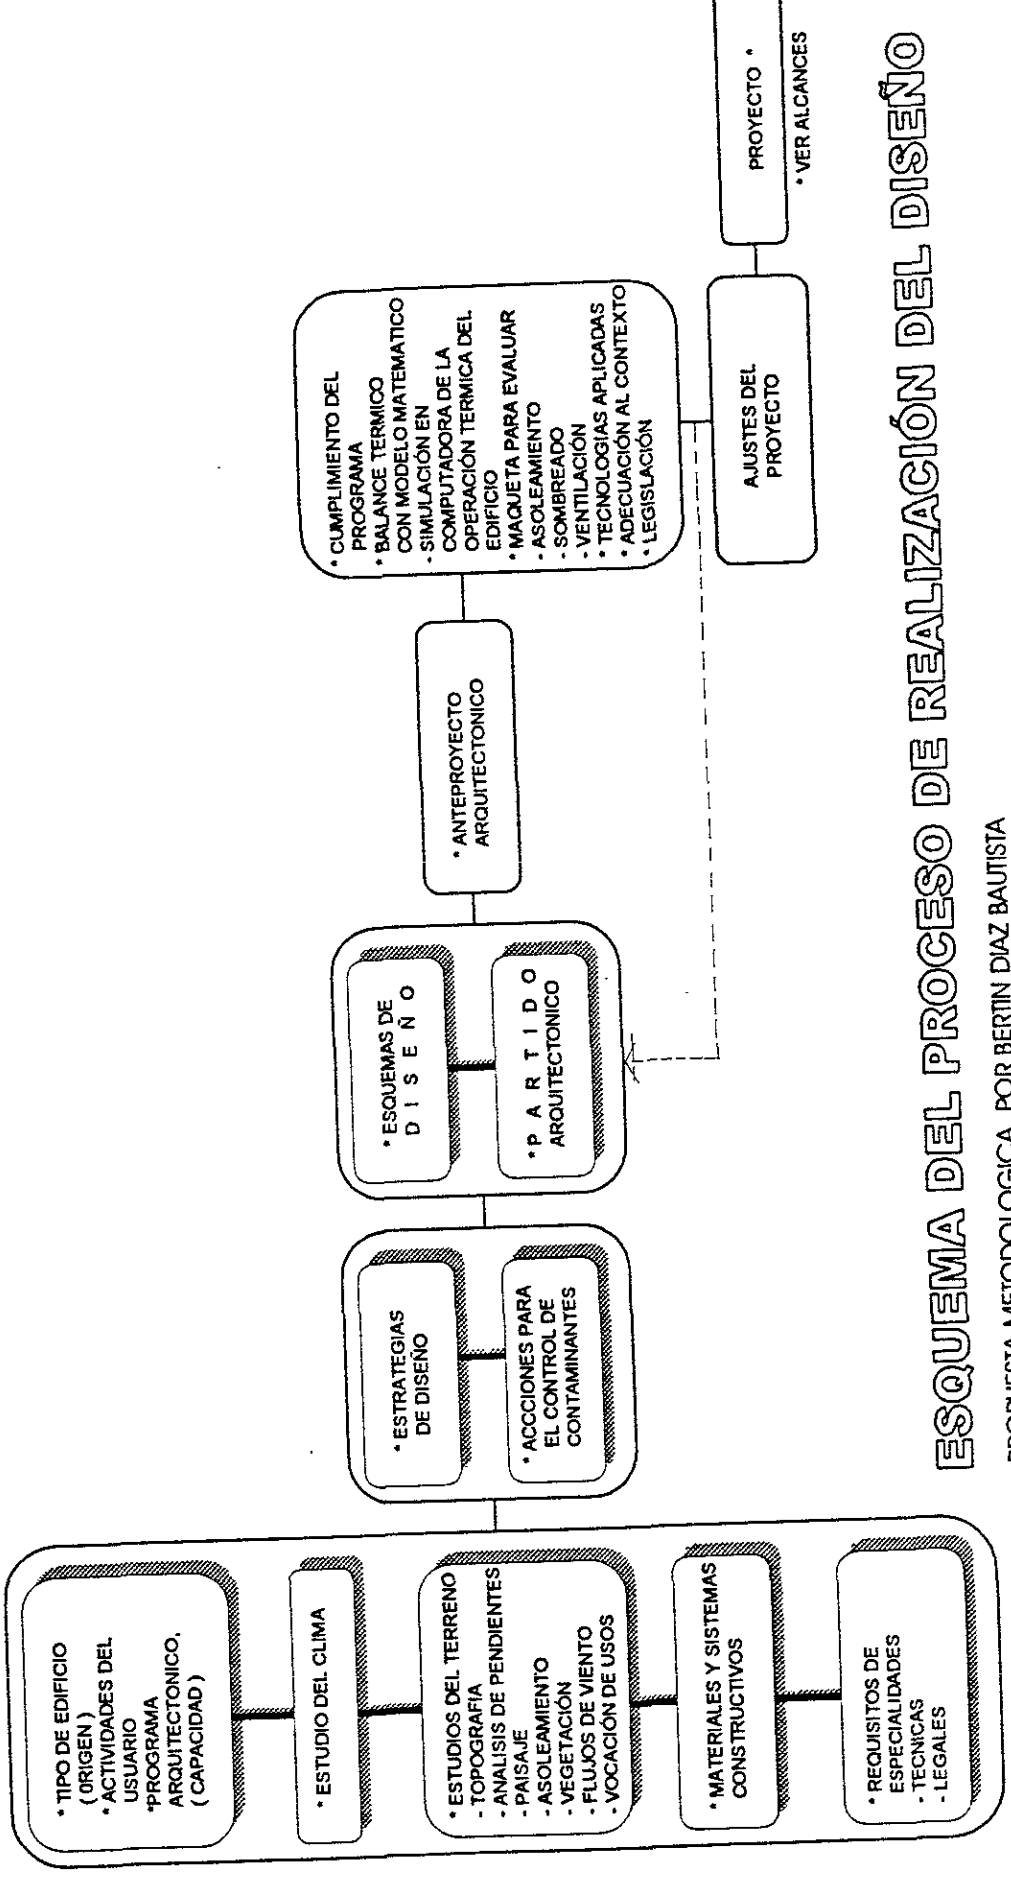 * TIPO DE EDIFICIO
( ORIGEN )
* ACTIVIDADES DEL
USUARIO
*PROGRAMA
ARQUITECTONICO.
( CAPACIDAD )
* ESTUDIO DEL CLIMA
* ESTUDIOS DEL TERRENO
- TOPOGRAFIA
- ANALISIS DE PENDIENTES
- PAISAJE
- ASOLEAMIENTO
- VEGETACIÓN
- FLUJOS DE VIENTO
- VOCACIÓN DE USOS
* MATERIALES Y SISTEMAS
CONSTRUCTIVOS
* REQUISITOS DE
ESPECIALIDADES
- TECNICAS
- LEGALES
* ESTRATEGIAS
DE DISEÑO
* ACCCIONES PARA
EL CONTROL DE
CONTAMINANTES
* ESQUEMAS DE
D I S E Ñ O
* P A R T I D O
ARQUITECTONICO
* ANTEPROYECTO
ARQUITECTONICO
* CUMPLIMIENTO DEL
PROGRAMA
* BALANCE TERMICO
CON MODELO MATEMATICO
- SIMULACIÓN EN
COMPUTADORA DE LA
OPERACIÓN TERMICA DEL
EDIFICIO
* MAQUETA PARA EVALUAR
- ASOLEAMIENTO
- SOMBREADO
- VENTILACIÓN
* TECNOLOGIAS APLICADAS
* ADECUACIÓN AL CONTEXTO
* LEGISLACIÓN
AJUSTES DEL
PROYECTO
PROYECTO *
* VER ALCANCES
ESQUEMA DEL PROCESO DE REALIZACIÓN DEL DISEÑO
PROPUESTA METODOLOGICA POR BERTIN DIAZ BAUTISTA